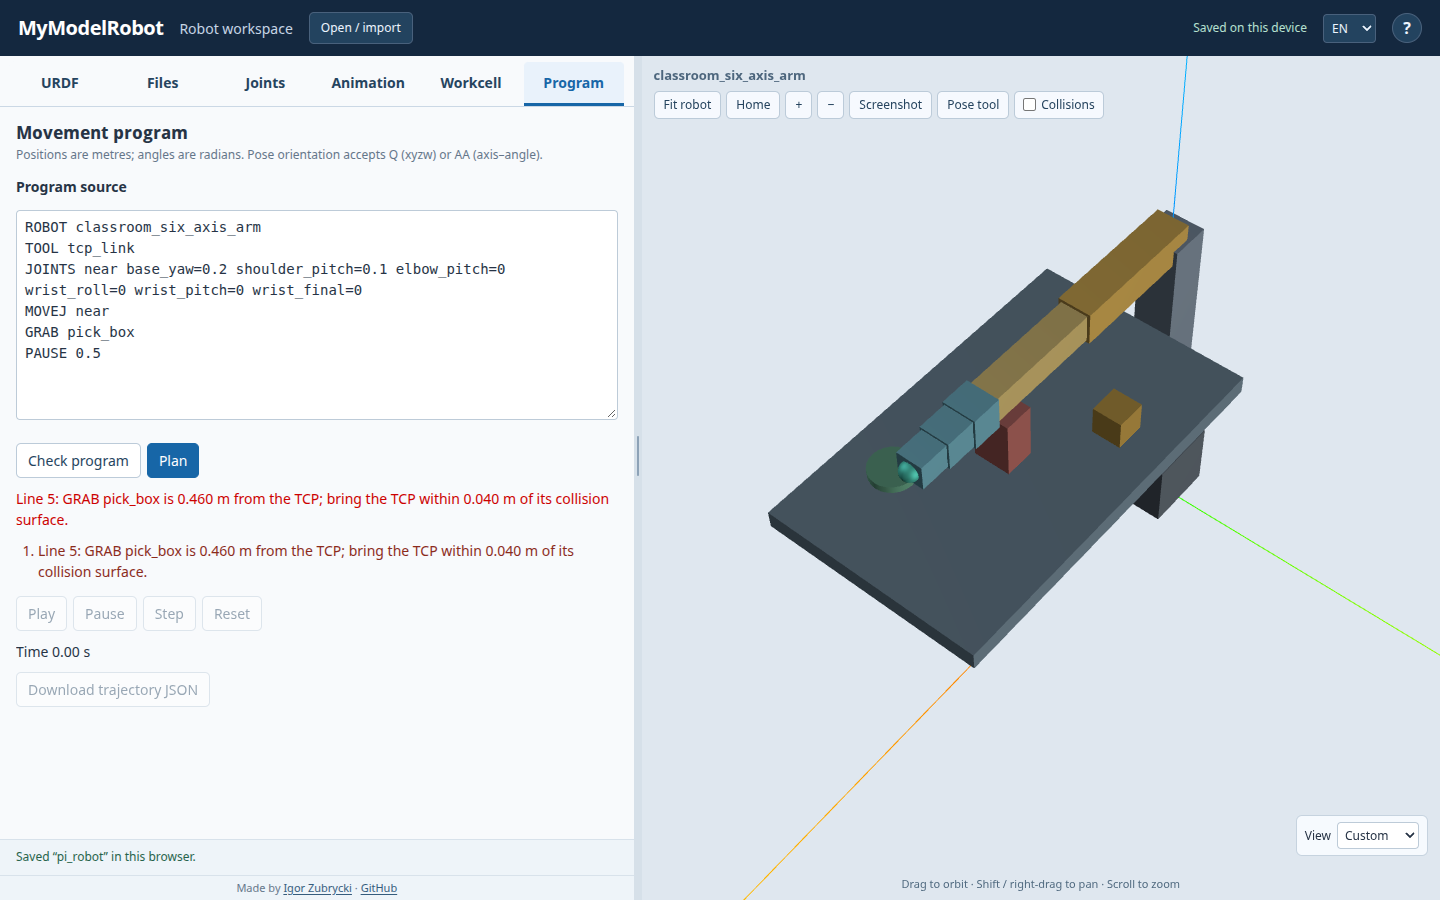 MyModelRobot Robot workspace Open / import Saved on this device EN ?
URDF Files Joints Animation Workcell Program
Movement program
Positions are metres; angles are radians. Pose orientation accepts Q (xyzw) or AA (axis–angle).
Program source
ROBOT classroom_six_axis_arm
TOOL tcp_link
JOINTS near base_yaw=0.2 shoulder_pitch=0.1 elbow_pitch=0
wrist_roll=0 wrist_pitch=0 wrist_final=0
MOVEJ near
GRAB pick_box
PAUSE 0.5
Check program Plan
Line 5: GRAB pick_box is 0.460 m from the TCP; bring the TCP within 0.040 m of its collision
surface.
1. Line 5: GRAB pick_box is 0.460 m from the TCP; bring the TCP within 0.040 m of its
collision surface.
Play Pause Step Reset
Time 0.00 s
Download trajectory JSON
Saved “pi_robot” in this browser.
Made by Igor Zubrycki · GitHub
classroom_six_axis_arm
Fit robot Home + − Screenshot Pose tool Collisions
View Custom
Drag to orbit · Shift / right-drag to pan · Scroll to zoom